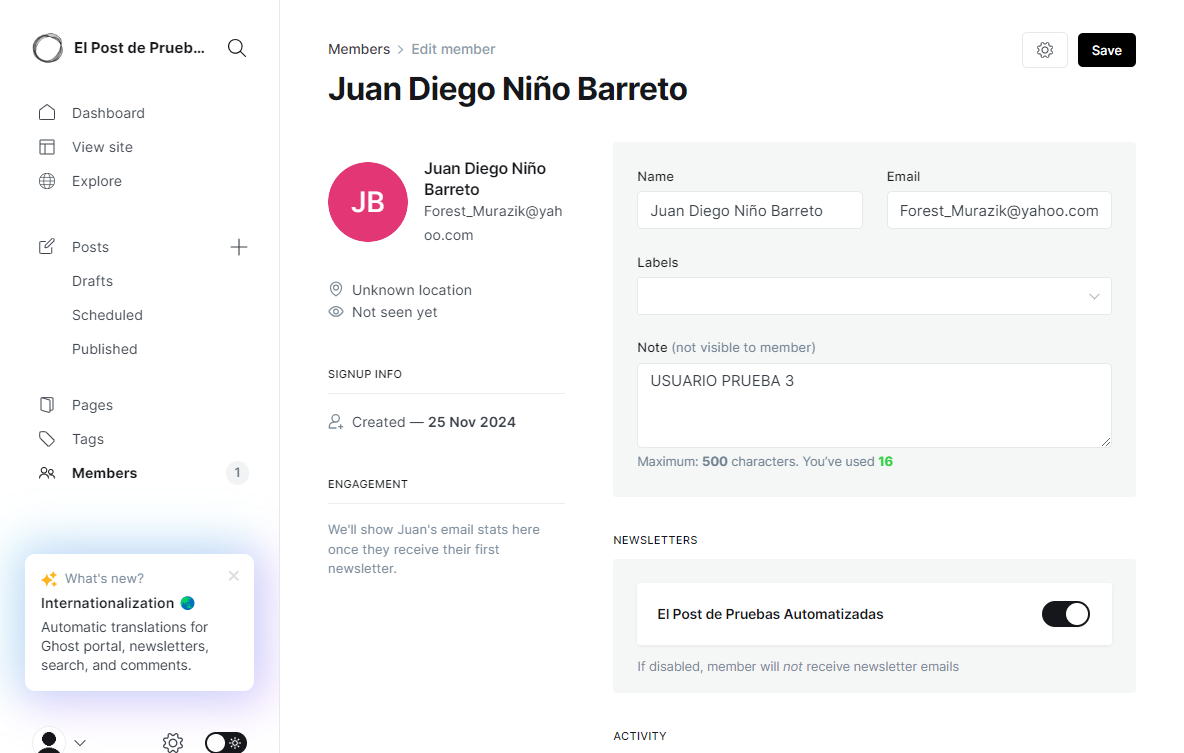 El Post de Prueb...
Dashboard
View site
Explore
Posts
Drafts
Scheduled
Published
Pages
Tags
Members 1
What's new?
Internationalization
Automatic translations for
Ghost portal, newsletters,
search, and comments.
Members > Edit member
Save
Juan Diego Niño Barreto
JB
Juan Diego Niño
Barreto
Forest_Murazik@yah
oo.com
Unknown location
Not seen yet
SIGNUP INFO
Created — 25 Nov 2024
ENGAGEMENT
We'll show Juan's email stats here
once they receive their first
newsletter.
Name
Juan Diego Niño Barreto
Email
Forest_Murazik@yahoo.com
Labels
Note (not visible to member)
USUARIO PRUEBA 3
Maximum: 500 characters. You’ve used 16
NEWSLETTERS
El Post de Pruebas Automatizadas
If disabled, member will not receive newsletter emails
ACTIVITY